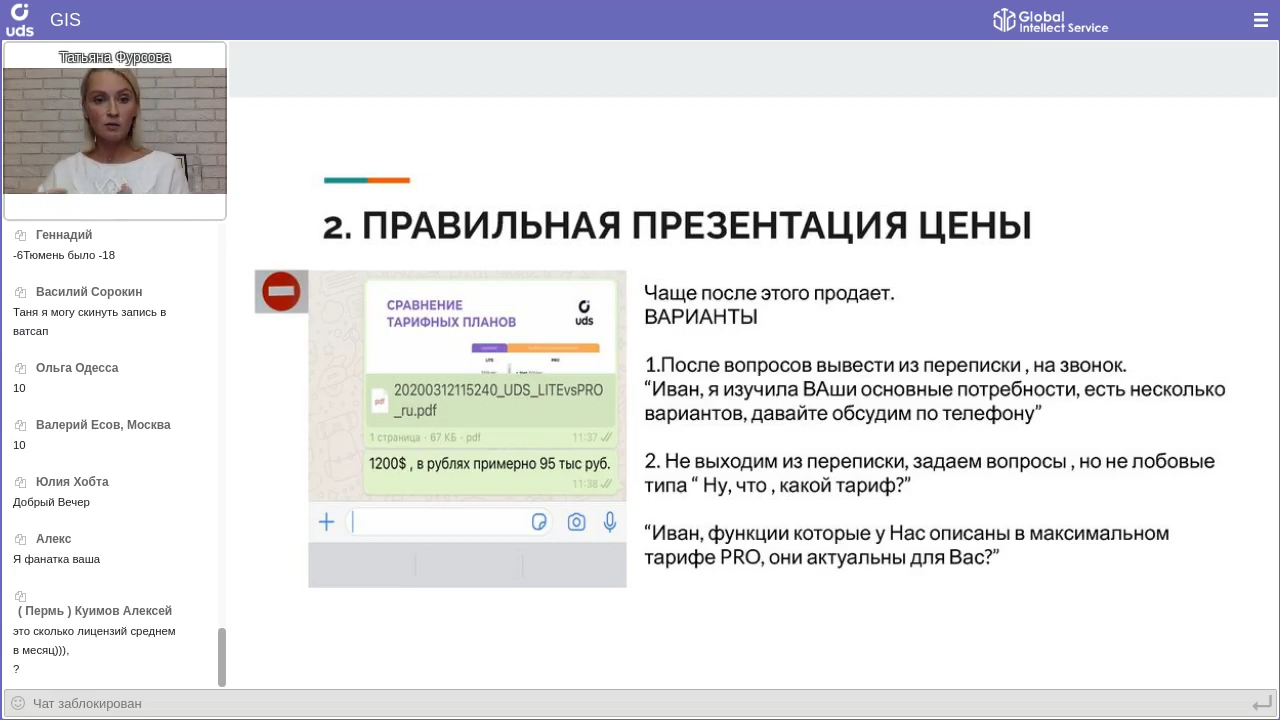 uds
GIS
Global
Intellect Service
Татьяна Фурсова
Геннадий
-6Тюмень было -18
Василий Сорокин
Таня я могу скинуть запись в
ватсап
Ольга Одесса
10
Валерий Есов, Москва
10
Юлия Хобта
Добрый Вечер
Алекс
Я фанатка ваша
( Пермь ) Куимов Алексей
это сколько лицензий среднем
в месяц))),
?
Чат заблокирован
2. ПРАВИЛЬНАЯ ПРЕЗЕНТАЦИЯ ЦЕНЫ
СРАВНЕНИЕ
ТАРИФНЫХ ПЛАНОВ
uds
LITE PRO
20200312115240_UDS_LITEvsPRO
_ru.pdf
1 страница · 67 КБ · pdf 11:37
1200$ , в рублях примерно 95 тыс руб.
11:38
Чаще после этого продает.
ВАРИАНТЫ
1.После вопросов вывести из переписки , на звонок.
“Иван, я изучила ВАши основные потребности, есть несколько
вариантов, давайте обсудим по телефону”
2. Не выходим из переписки, задаем вопросы , но не лобовые
типа “ Ну, что , какой тариф?”
“Иван, функции которые у Нас описаны в максимальном
тарифе PRO, они актуальны для Вас?”